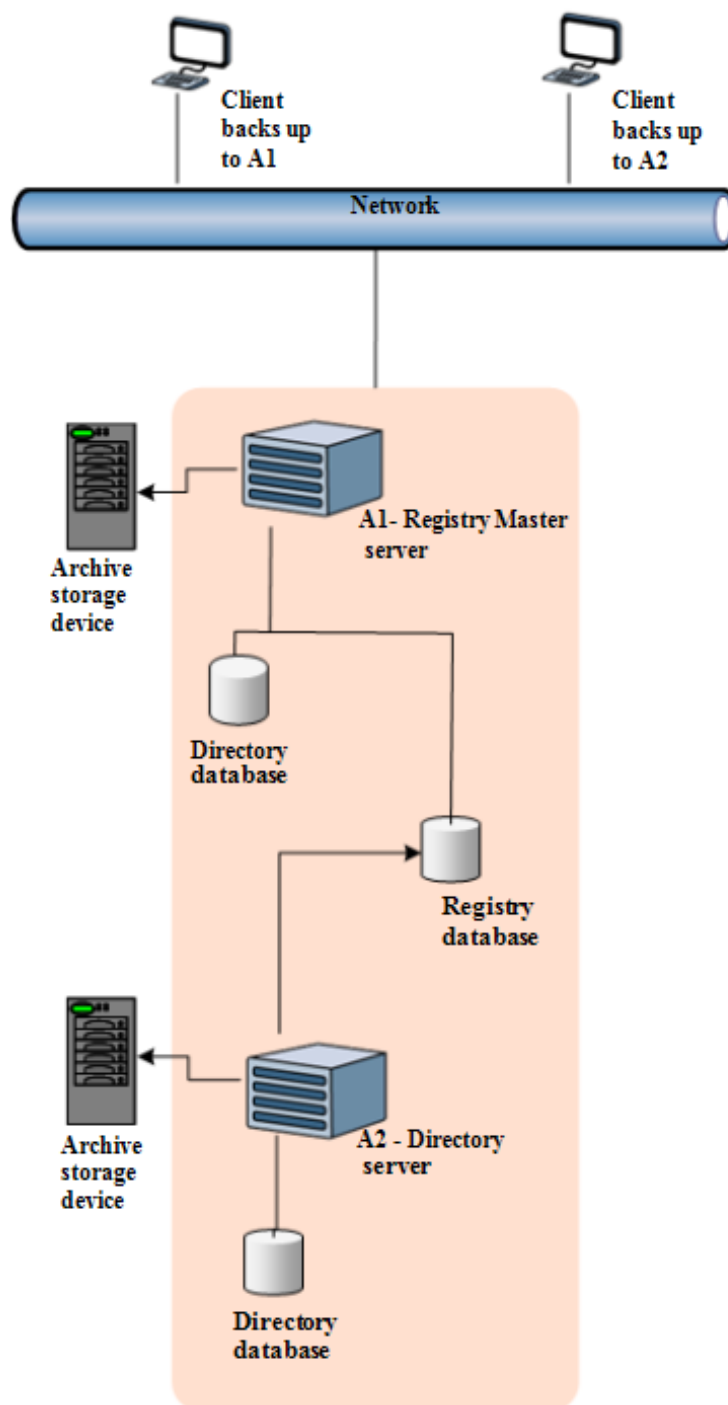 Client
backs up
to A1
Client
backs up
to A2
Network
A1- Registry Master
server
Archive
storage
device
Directory
database
Registry
database
A2 - Directory
server
Archive
storage
device
Directory
database